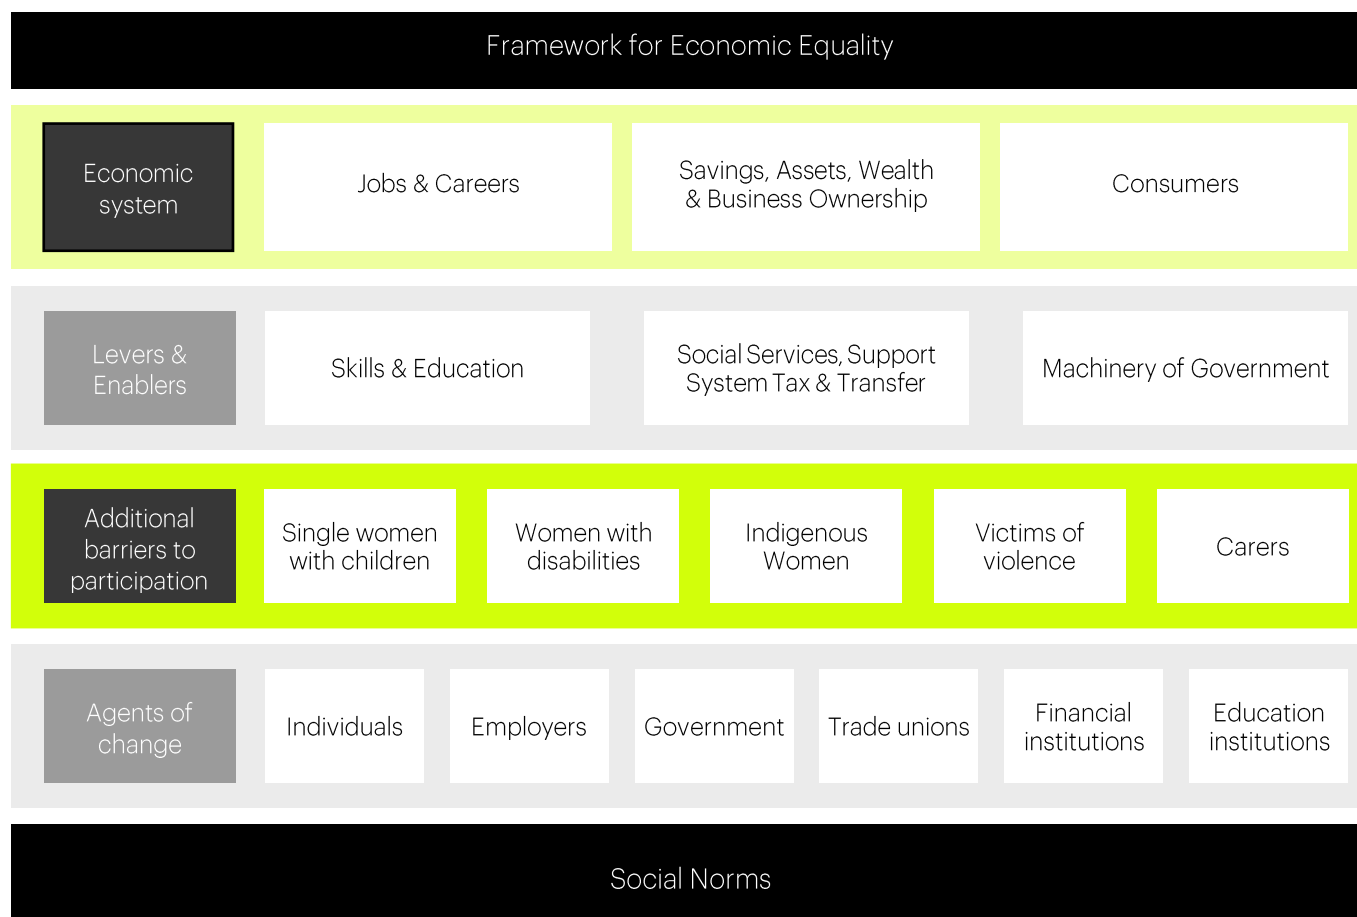 Framework for Economic Equality
Economic
system
Jobs & Careers
Savings, Assets, Wealth
& Business Ownership
Consumers
Levers &
Enablers
Skills & Education
Social Services, Support
System Tax & Transfer
Machinery of Government
Additional
barriers to
participation
Single women
with children
Women with
disabilities
Indigenous
Women
Victims of
violence
Carers
Agents of
change
Individuals
Employers
Government
Trade unions
Financial
institutions
Education
institutions
Social Norms